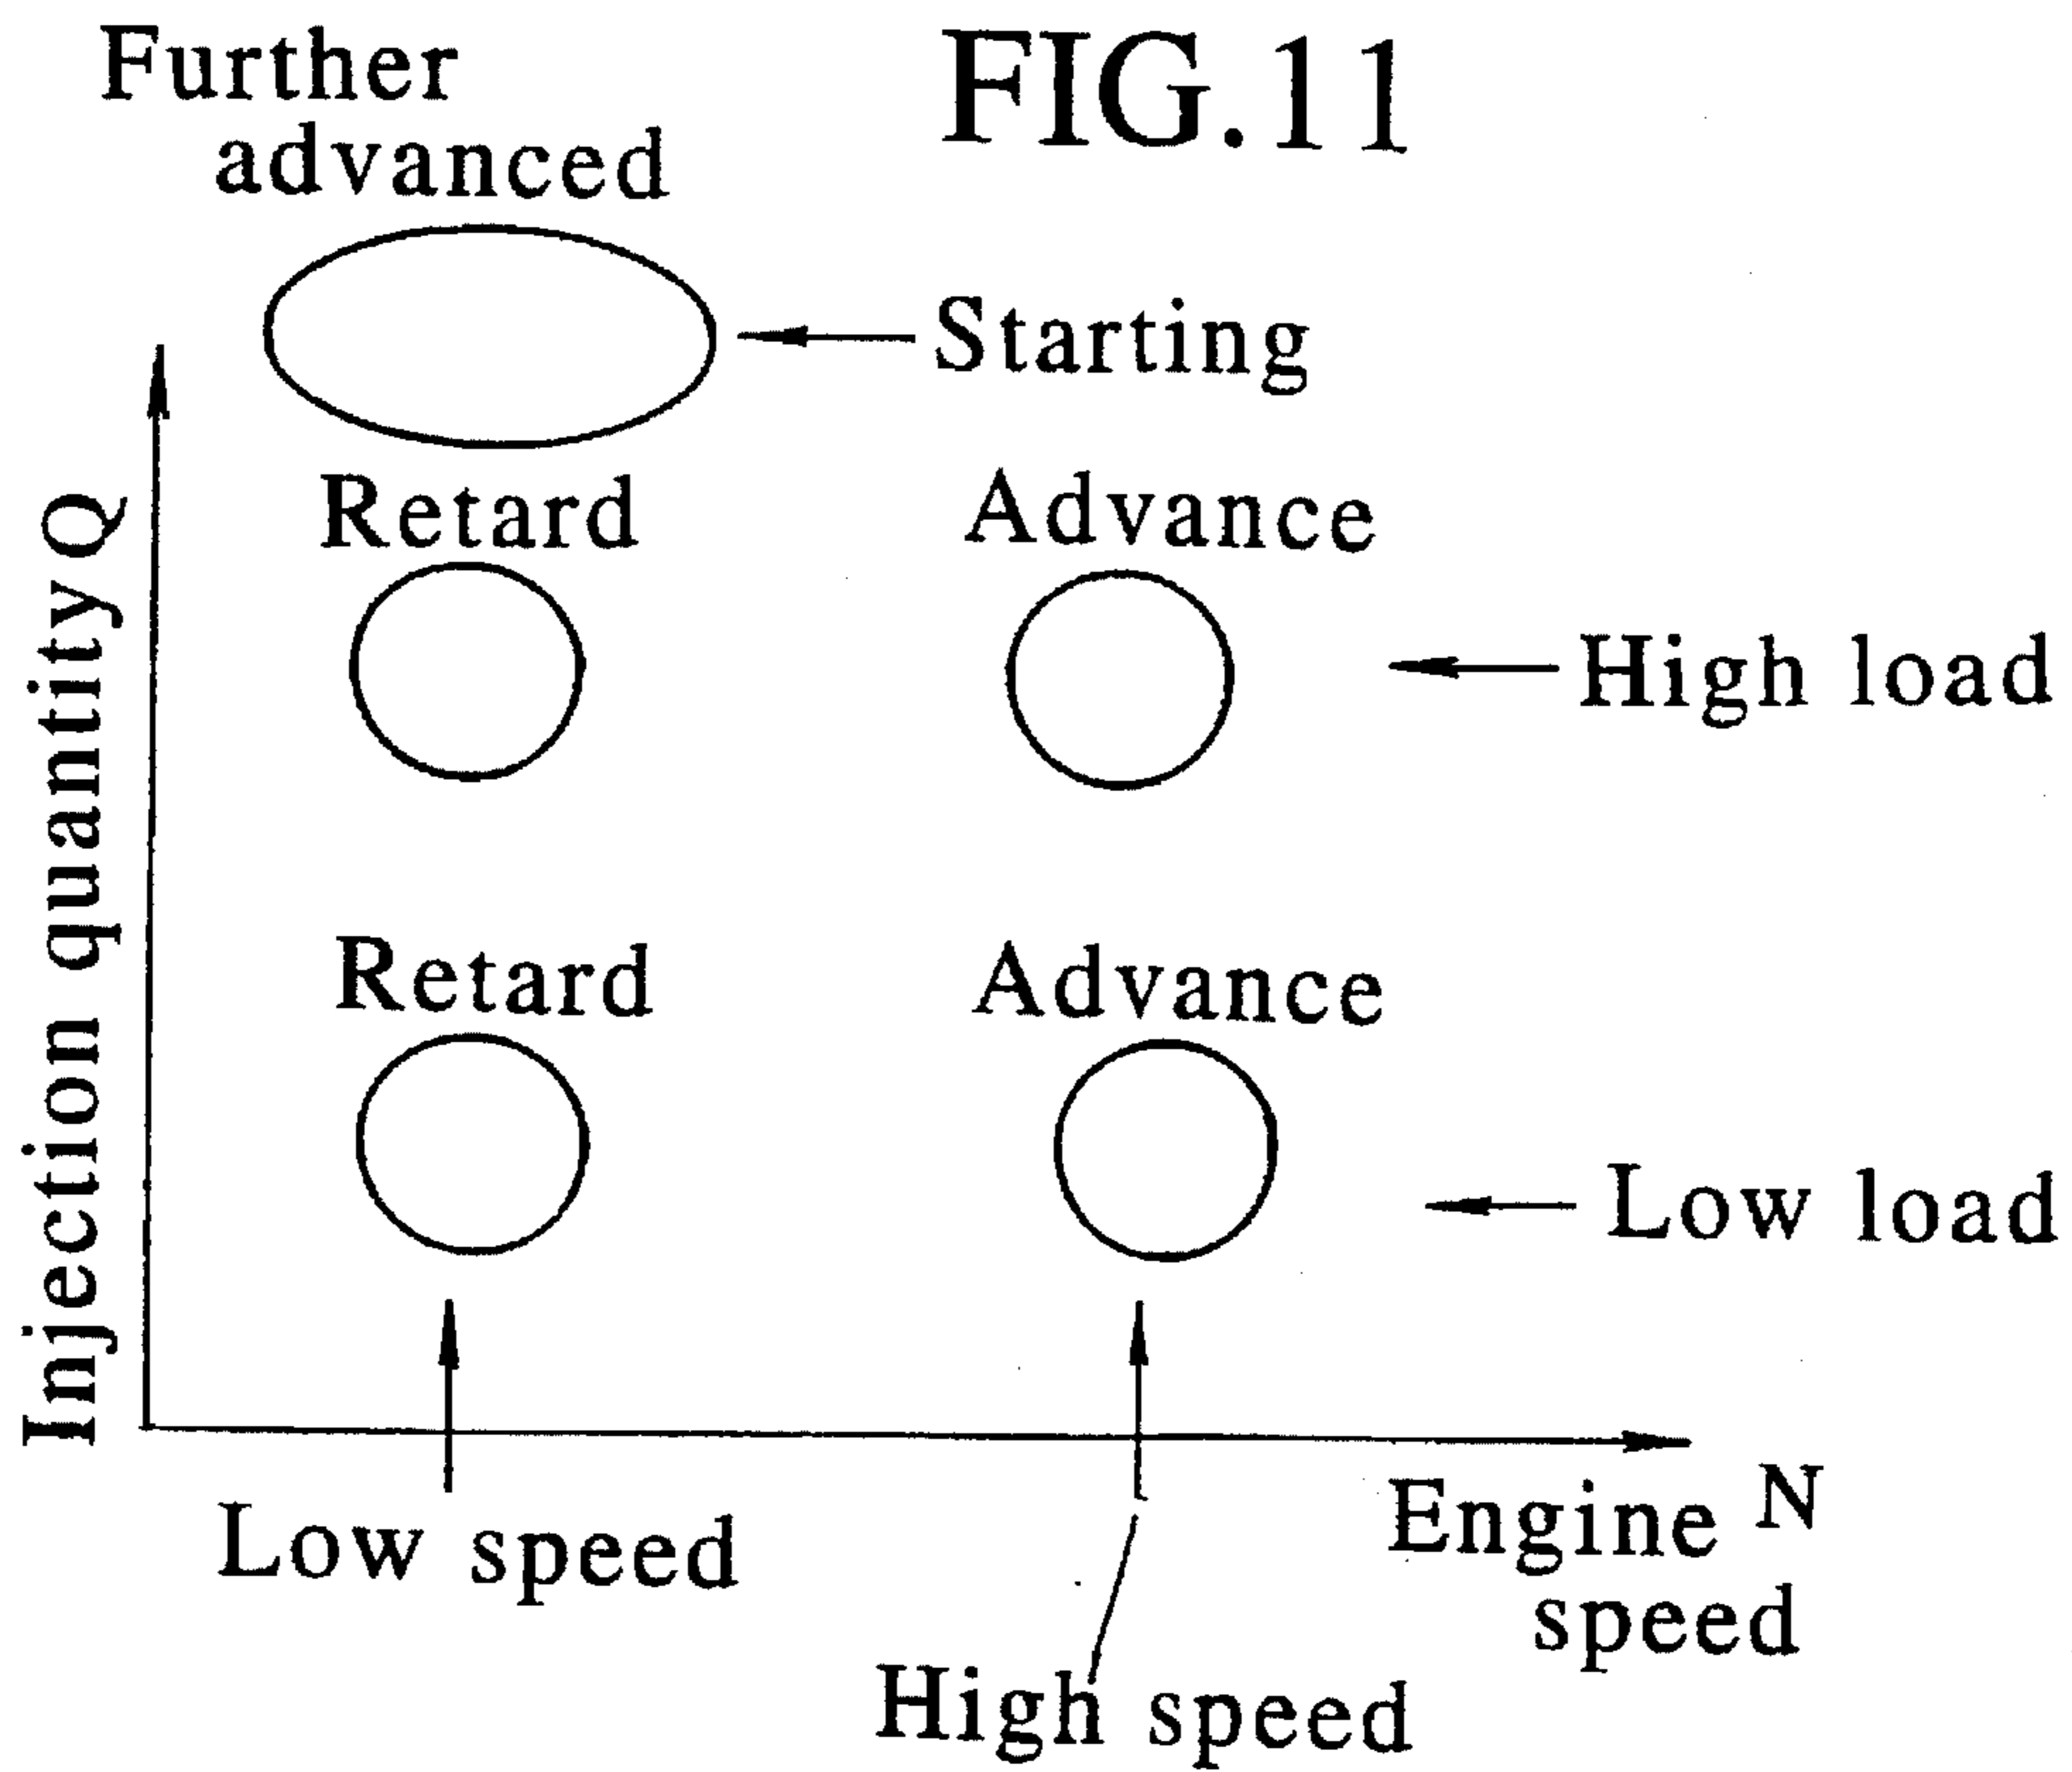 FIG.11
Further
advanced
Starting
Retard
Advance
High load
Injection quantity Q
Retard
Advance
Low load
Low speed
High speed
Engine N
speed